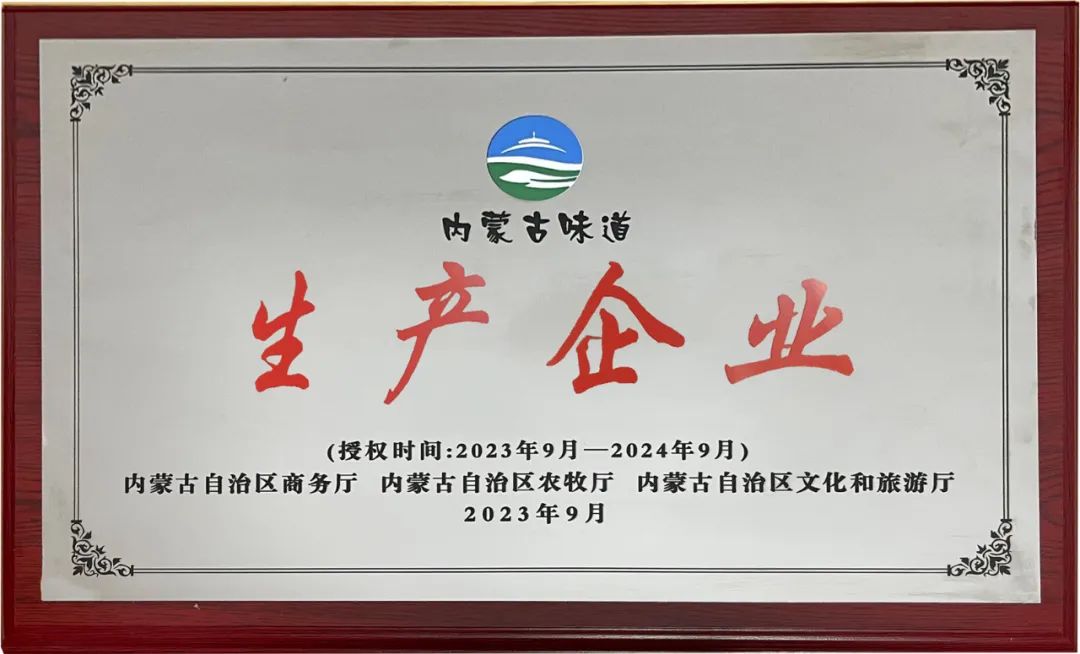 内蒙古味道
生产企业
(授权时间:2023年9月—2024年9月)
内蒙古自治区商务厅 内蒙古自治区农牧厅 内蒙古自治区文化和旅游厅
2023年9月